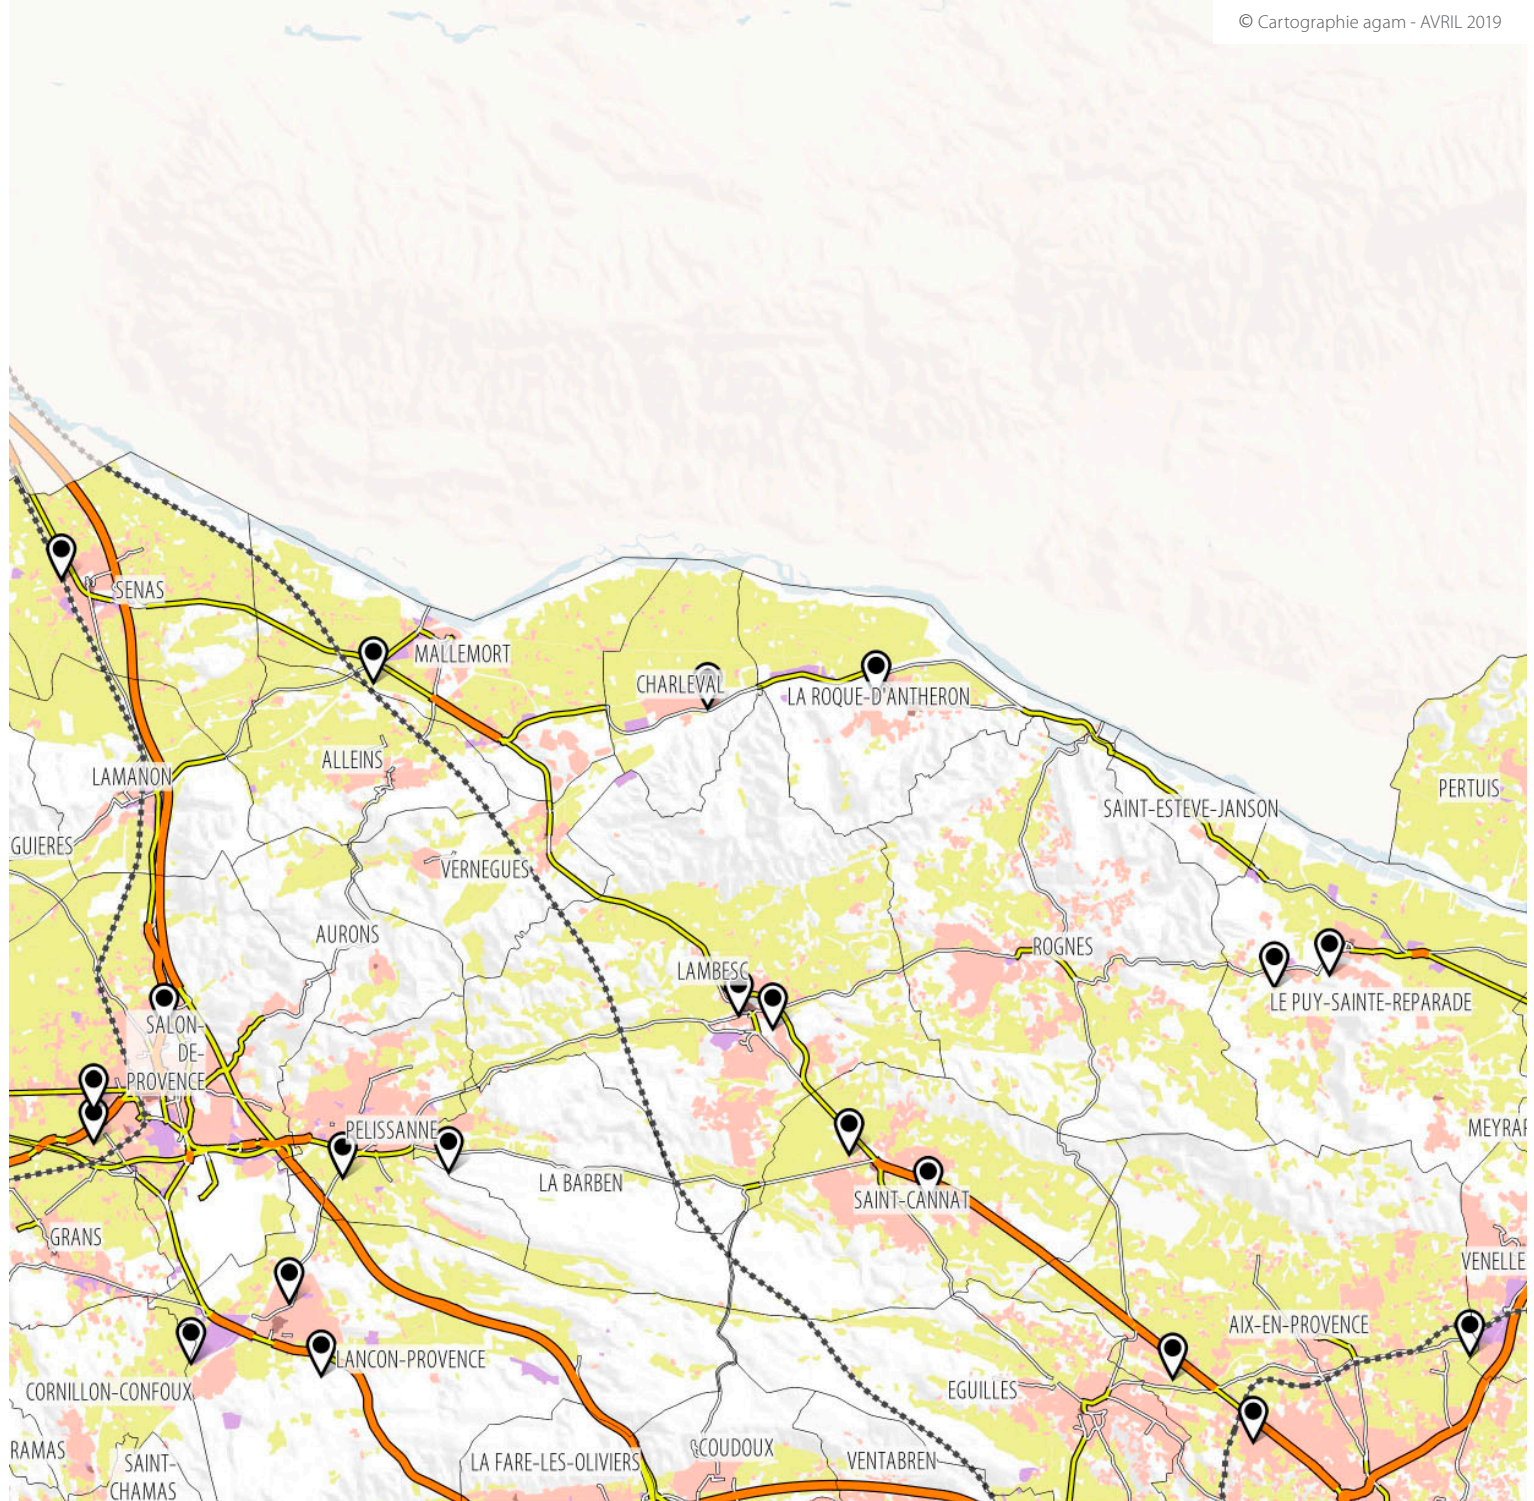 © Cartographie agam - AVRIL 2019
SENAS
MALLEMORT
CHARLEVAL
LA ROQUE-D'ANTHERON
ALLEINS
LAMANON
PERTUIS
SAINT-ESTEVE-JANSON
GUIERES
VERNEGUES
AURONS
ROGNES
LAMBESC
LE PUY-SAINTE-REPARADE
SALON-
DE-
PROVENCE
PELISSANNE
MEYRAR
LA BARBEN
SAINT-CANNAT
GRANS
VENELLE
AIX-EN-PROVENCE
LANCON-PROVENCE
CORNILLON-CONFOUX
EGUILLES
RAMAS
COUDOUX
SAINT-
CHAMAS
LA FARE-LES-OLIVIERS
VENTABREN